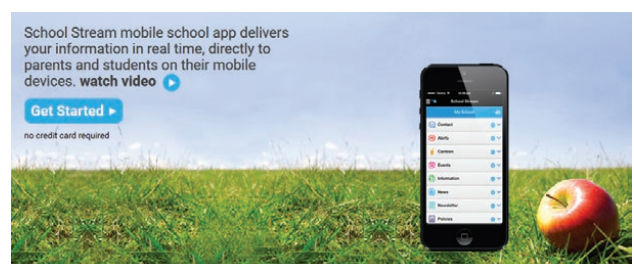 School Stream mobile school app delivers
your information in real time, directly to
parents and students on their mobile
devices. watch video
Get Started
no credit card required
School Stream
My School
Contact
Alerts
Canteen
Events
Information
News
Newsletter
Policies